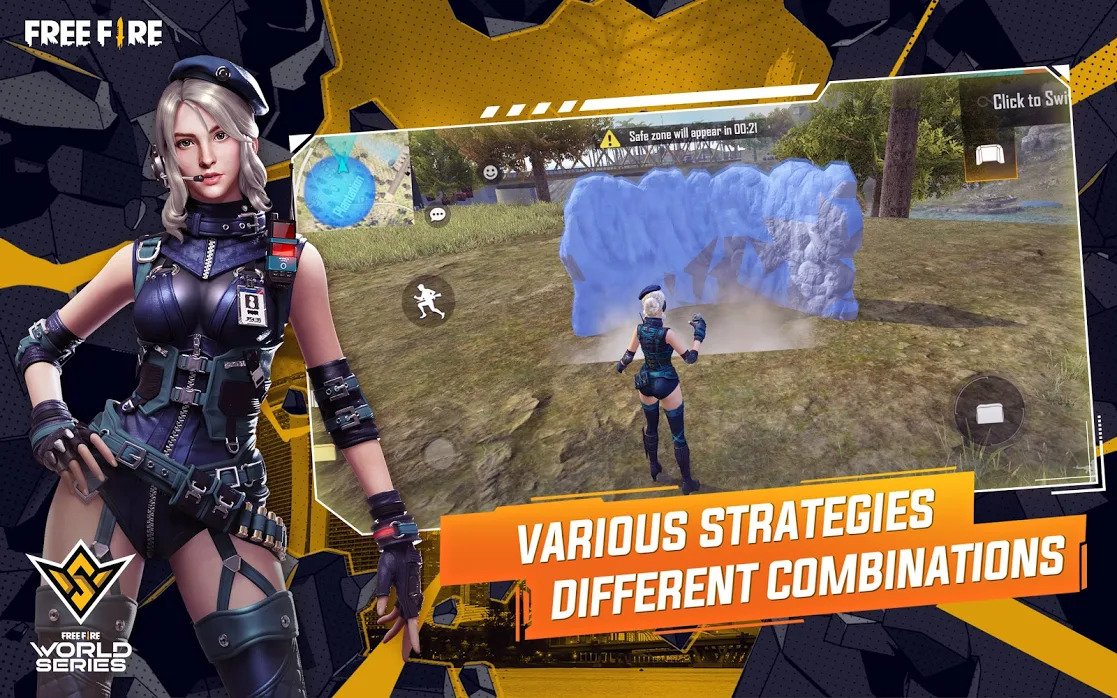 FREE FIRE
Safe zone will appear in 00:21
Click to Swi
8
VARIOUS STRATEGIES
DIFFERENT COMBINATIONS
FREE FIRE
WORLD
SERIES